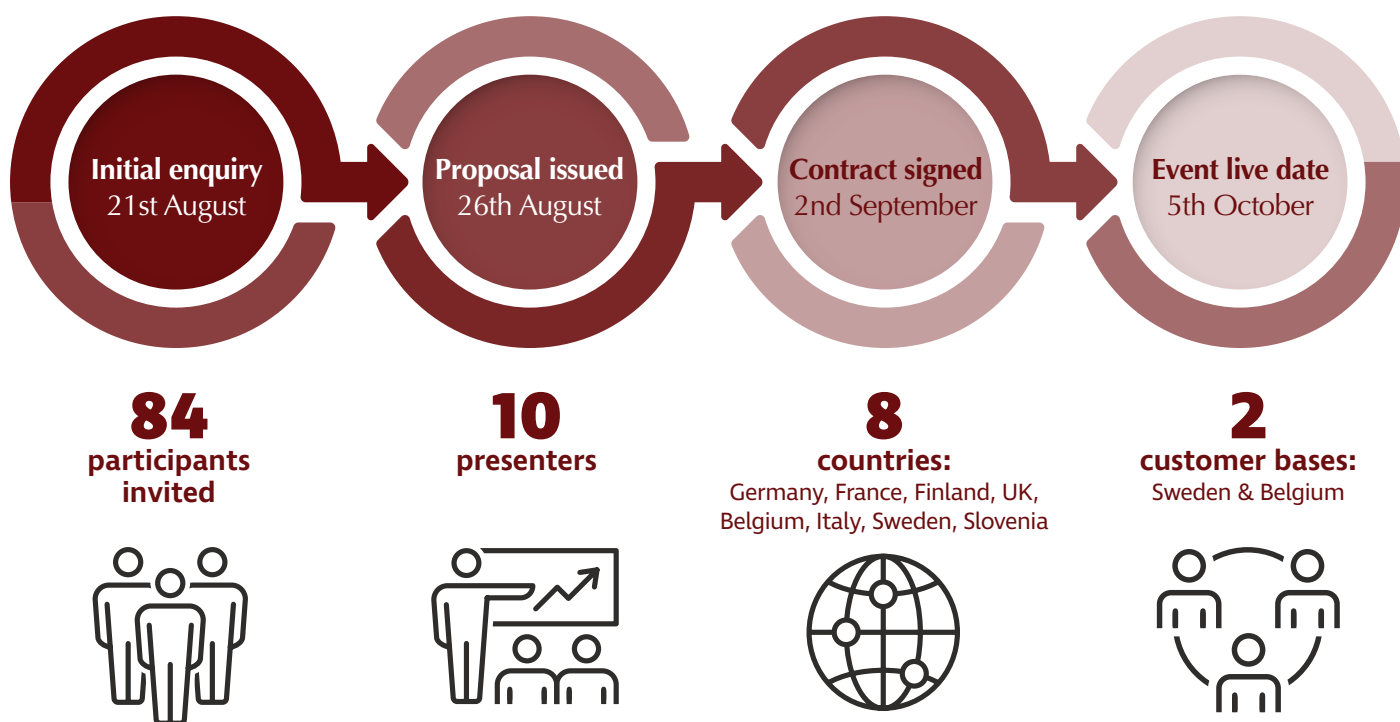 Initial enquiry
21st August
Proposal issued
26th August
Contract signed
2nd September
Event live date
5th October
84
participants
invited
10
presenters
8
countries:
Germany, France, Finland, UK,
Belgium, Italy, Sweden, Slovenia
2
customer bases:
Sweden & Belgium